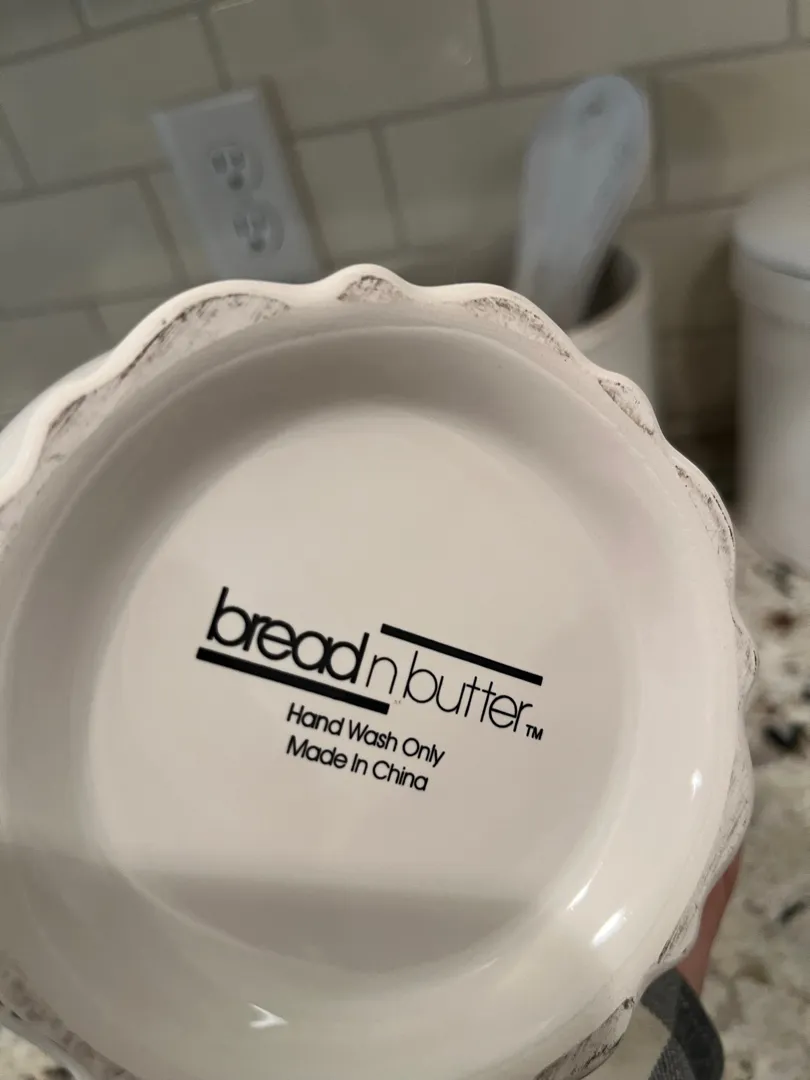 bread n butter™
Hand Wash Only
Made In China